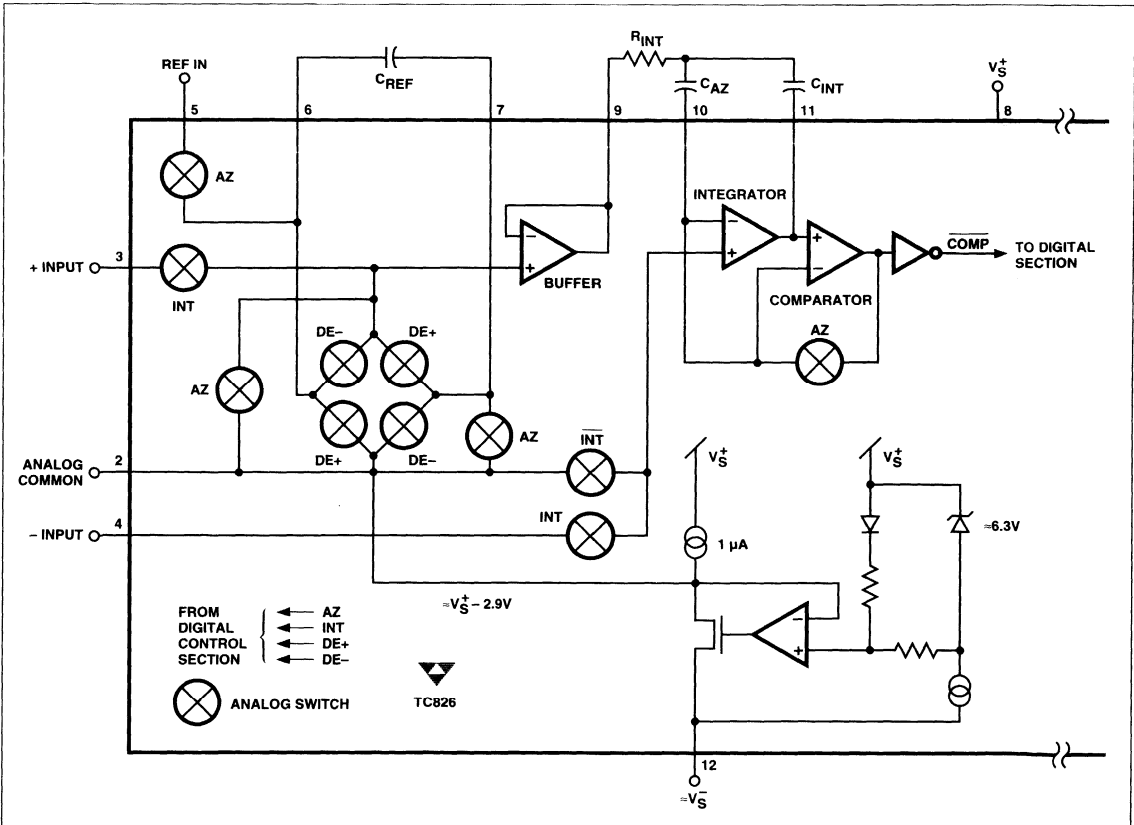 R_INT
REF IN
C_REF
C_AZ
C_INT
V_S^+
5
6
7
9
10
11
8
AZ
INTEGRATOR
−
+
3
+ INPUT
INT
−
+
BUFFER
+
−
COMP
TO DIGITAL
SECTION
COMPARATOR
AZ
DE−
DE+
AZ
DE+
DE−
AZ
INT
ANALOG
COMMON
2
− INPUT
4
INT
V_S^+
V_S^+
≈6.3V
1 µA
≈V_S^+ − 2.9V
−
+
FROM
DIGITAL
CONTROL
SECTION
AZ
INT
DE+
DE−
ANALOG SWITCH
TC826
12
≈V_S^−